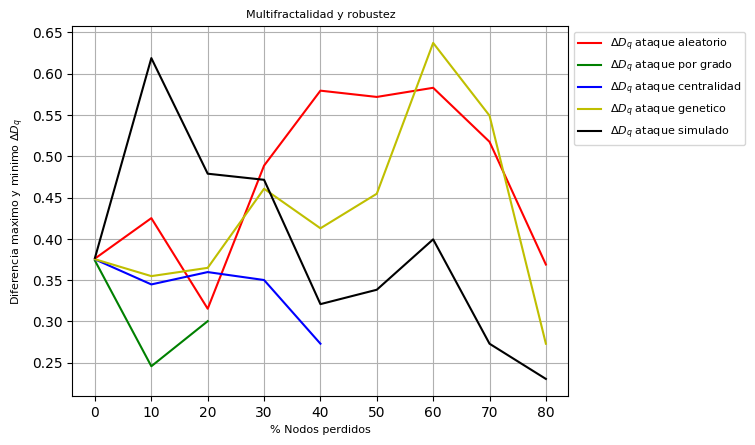 Multifractalidad y robustez
Diferencia maximo y minimo ΔD_q
0.65
0.60
0.55
0.50
0.45
0.40
0.35
0.30
0.25
0 10 20 30 40 50 60 70 80
% Nodos perdidos
ΔD_q ataque aleatorio
ΔD_q ataque por grado
ΔD_q ataque centralidad
ΔD_q ataque genetico
ΔD_q ataque simulado